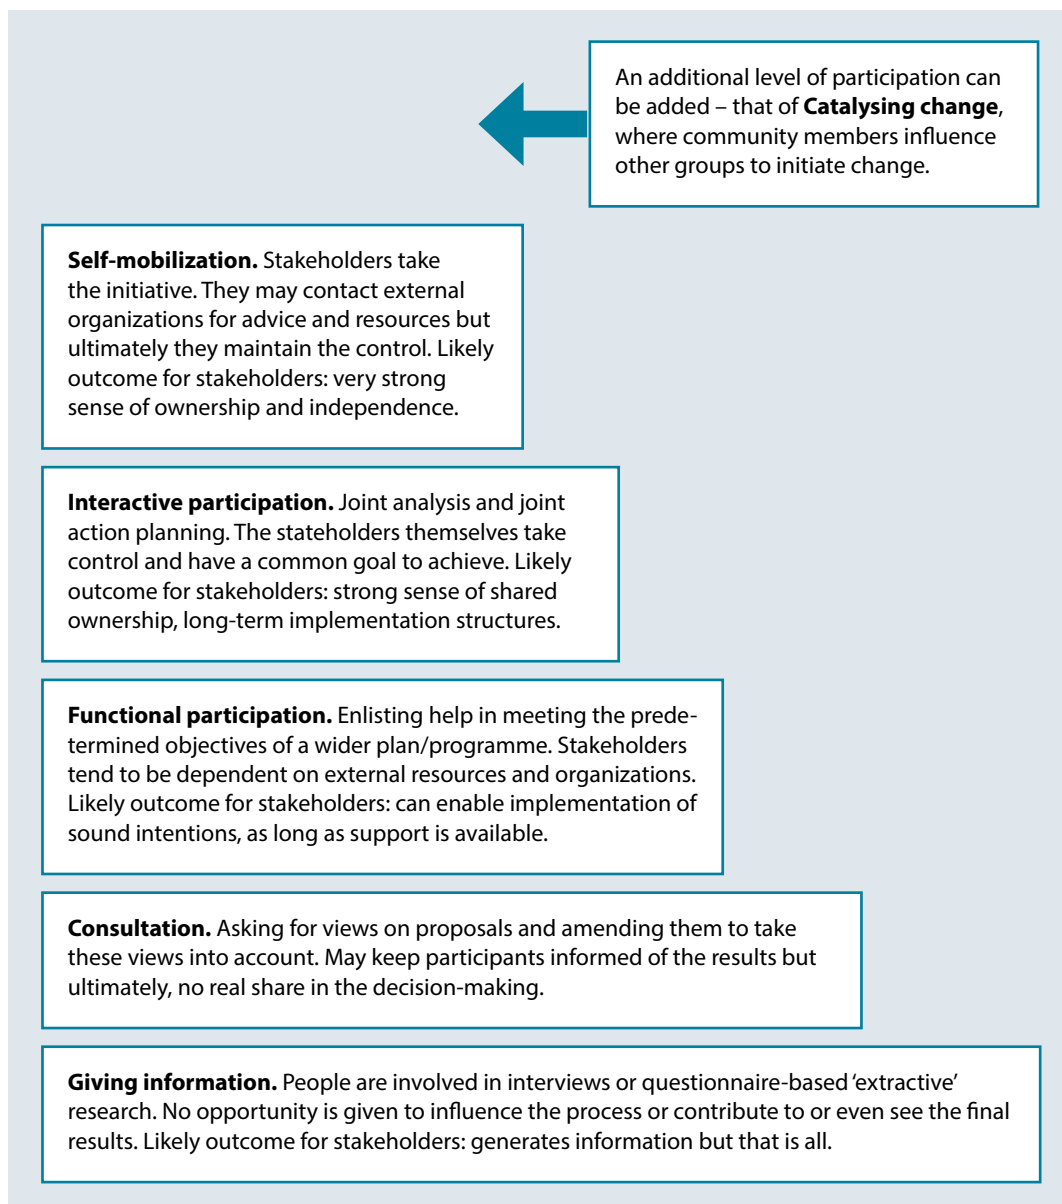 An additional level of participation can
be added – that of Catalysing change,
where community members influence
other groups to initiate change.
Self-mobilization. Stakeholders take
the initiative. They may contact external
organizations for advice and resources but
ultimately they maintain the control. Likely
outcome for stakeholders: very strong
sense of ownership and independence.
Interactive participation. Joint analysis and joint
action planning. The stateholders themselves take
control and have a common goal to achieve. Likely
outcome for stakeholders: strong sense of shared
ownership, long-term implementation structures.
Functional participation. Enlisting help in meeting the prede-
termined objectives of a wider plan/programme. Stakeholders
tend to be dependent on external resources and organizations.
Likely outcome for stakeholders: can enable implementation of
sound intentions, as long as support is available.
Consultation. Asking for views on proposals and amending them to take
these views into account. May keep participants informed of the results but
ultimately, no real share in the decision-making.
Giving information. People are involved in interviews or questionnaire-based ‘extractive’
research. No opportunity is given to influence the process or contribute to or even see the final
results. Likely outcome for stakeholders: generates information but that is all.